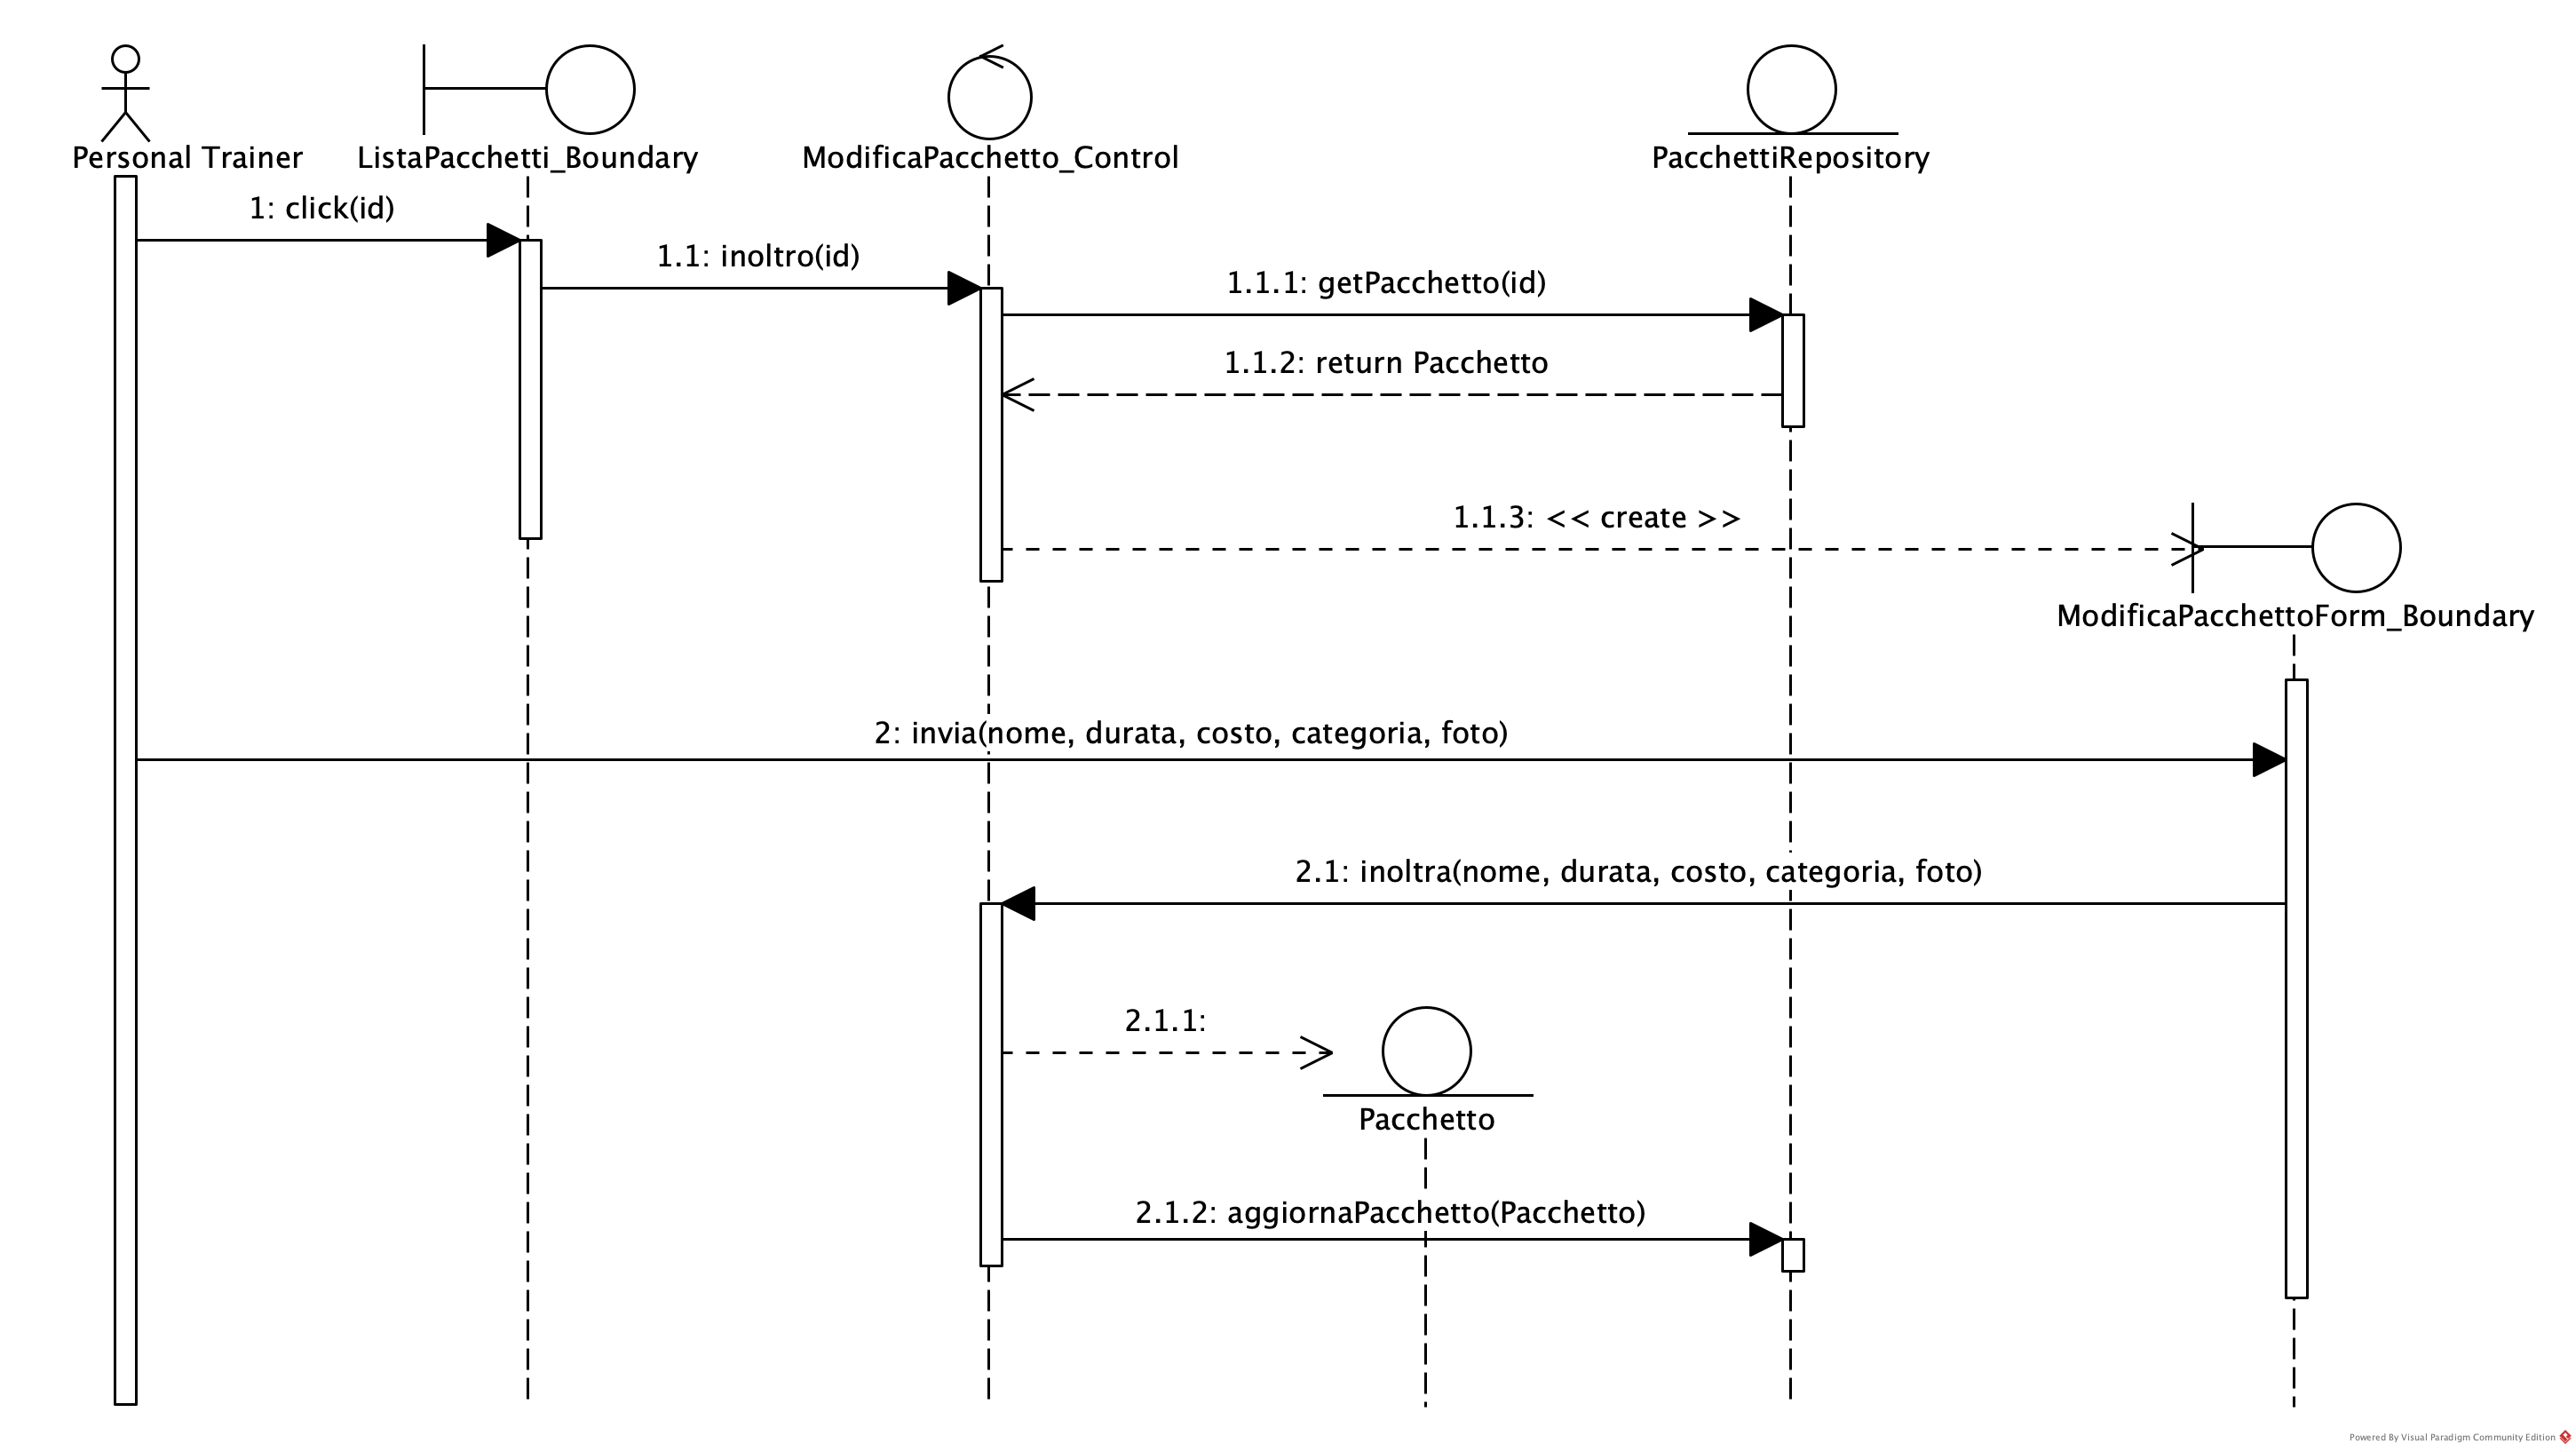 Personal Trainer
ListaPacchetti_Boundary
ModificaPacchetto_Control
PacchettiRepository
1: click(id)
1.1: inoltro(id)
1.1.1: getPacchetto(id)
1.1.2: return Pacchetto
1.1.3: << create >>
ModificaPacchettoForm_Boundary
2: invia(nome, durata, costo, categoria, foto)
2.1: inoltra(nome, durata, costo, categoria, foto)
2.1.1:
Pacchetto
2.1.2: aggiornaPacchetto(Pacchetto)
Powered By Visual Paradigm Community Edition